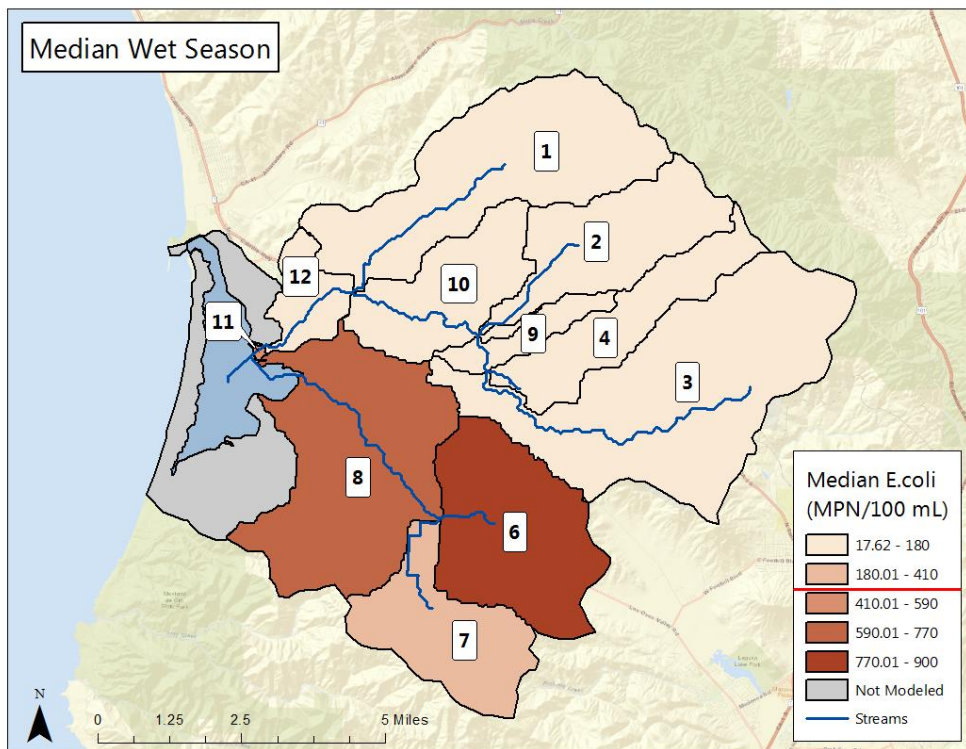 Median Wet Season
1
2
12
10
11
9
4
3
8
6
7
Median E.coli
(MPN/100 mL)
17.62 - 180
180.01 - 410
410.01 - 590
590.01 - 770
770.01 - 900
Not Modeled
Streams
N
0 1.25 2.5 5 Miles